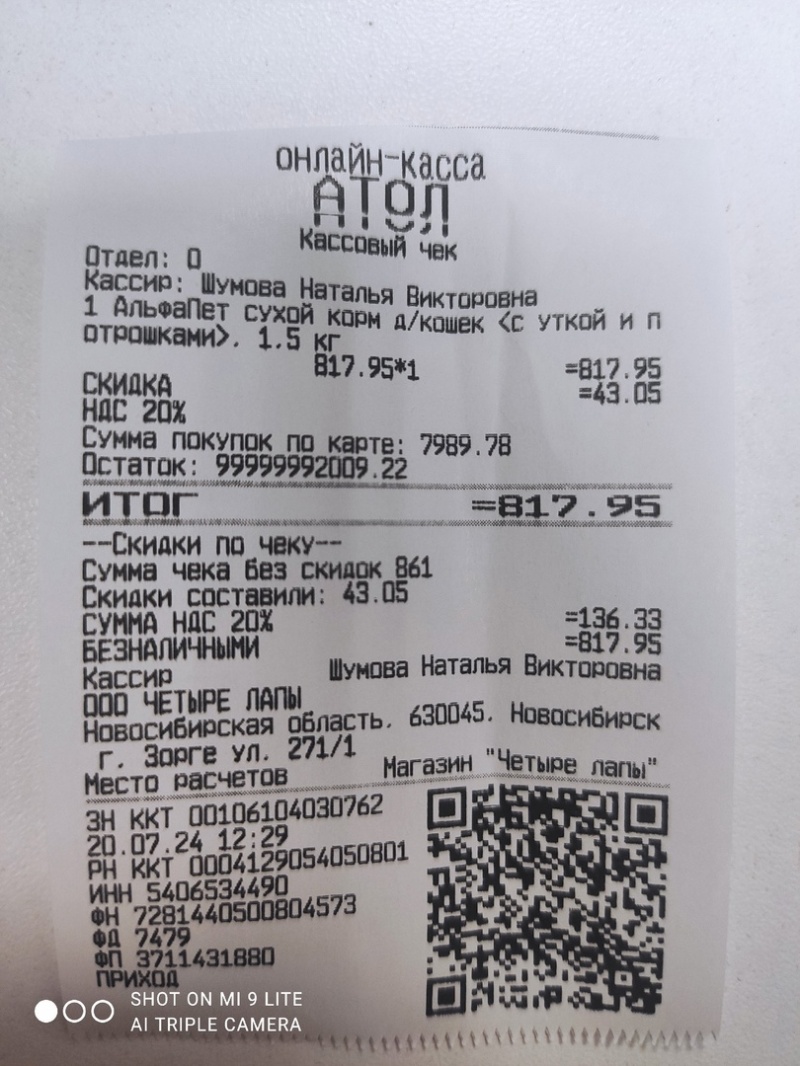 ОНЛАЙН-КАССА
АТОЛ
Кассовый чек
Отдел: 0
Кассир: Шумова Наталья Викторовна
1 АльфаПет сухой корм д/кошек <с уткой и п
отрошками>, 1.5 кг
817.95*1 =817.95
СКИДКА =43.05
НДС 20%
Сумма покупок по карте: 7989.78
Остаток: 99999992009.22
ИТОГ =817.95
--Скидки по чеку--
Сумма чека без скидок 861
Скидки составили: 43.05
СУММА НДС 20% =136.33
БЕЗНАЛИЧНЫМИ =817.95
Кассир Шумова Наталья Викторовна
ООО ЧЕТЫРЕ ЛАПЫ
Новосибирская область, 630045, Новосибирск
г, Зорге ул, 271/1
Место расчетов Магазин "Четыре лапы"
ЗН ККТ 00106104030762
20.07.24 12:29
РН ККТ 0004129054050801
ИНН 5406534490
ФН 7281440500804573
ФД 7479
ФП 3711431880
ПРИХОД
SHOT ON MI 9 LITE
AI TRIPLE CAMERA